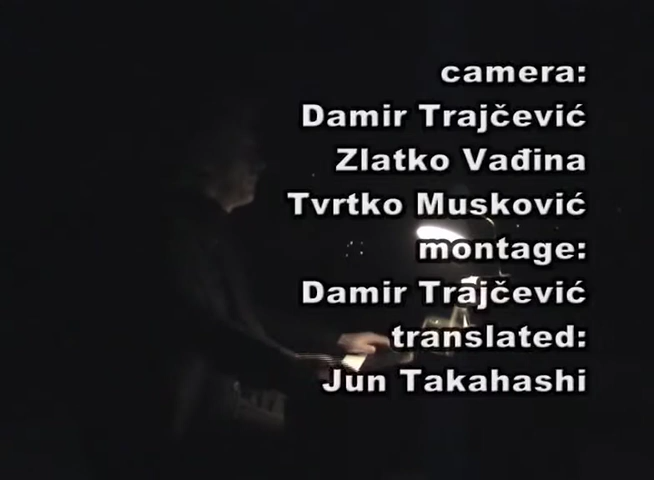 camera:
Damir Trajčević
Zlatko Vađina
Tvrtko Musković
montage:
Damir Trajčević
translated:
Jun Takahashi